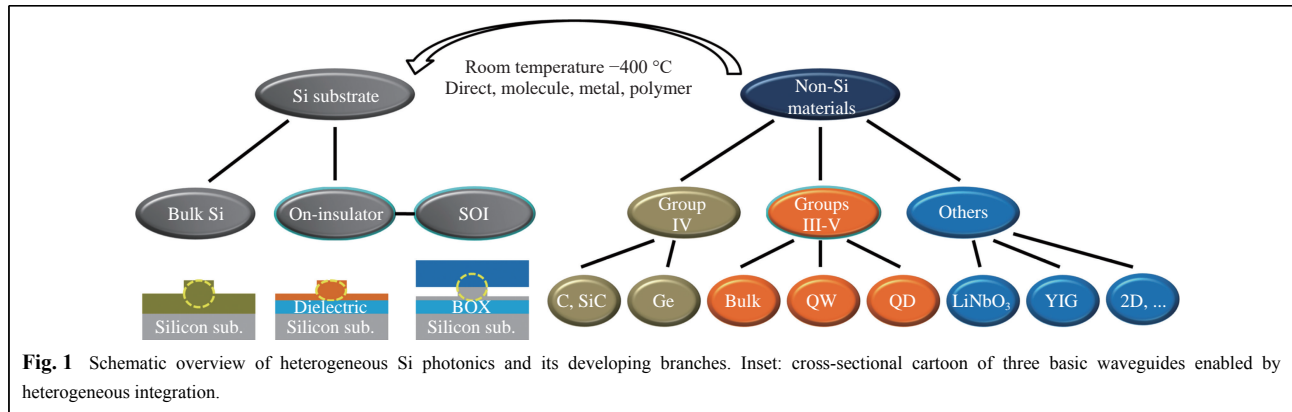 Room temperature −400 °C
Direct, molecule, metal, polymer
Si substrate
Non-Si
materials
Bulk Si
On-insulator
SOI
Group
IV
Groups
III-V
Others
C, SiC
Ge
Bulk
QW
QD
LiNbO₃
YIG
2D, ...
Silicon sub.
Dielectric
Silicon sub.
BOX
Silicon sub.
Fig. 1 Schematic overview of heterogeneous Si photonics and its developing branches. Inset: cross-sectional cartoon of three basic waveguides enabled by
heterogeneous integration.